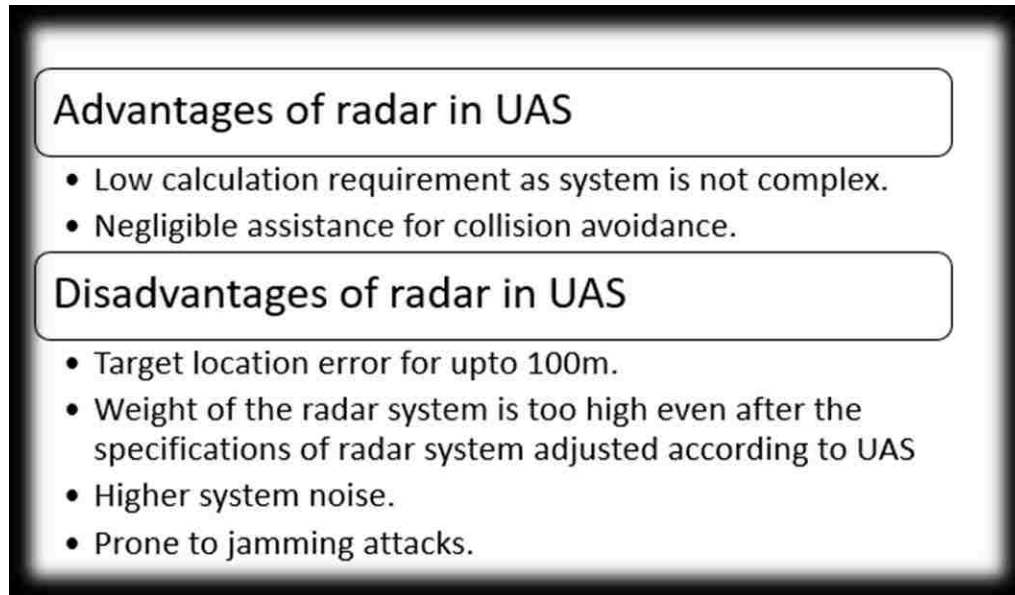 Advantages of radar in UAS
• Low calculation requirement as system is not complex.
• Negligible assistance for collision avoidance.
Disadvantages of radar in UAS
• Target location error for upto 100m.
• Weight of the radar system is too high even after the
specifications of radar system adjusted according to UAS
• Higher system noise.
• Prone to jamming attacks.